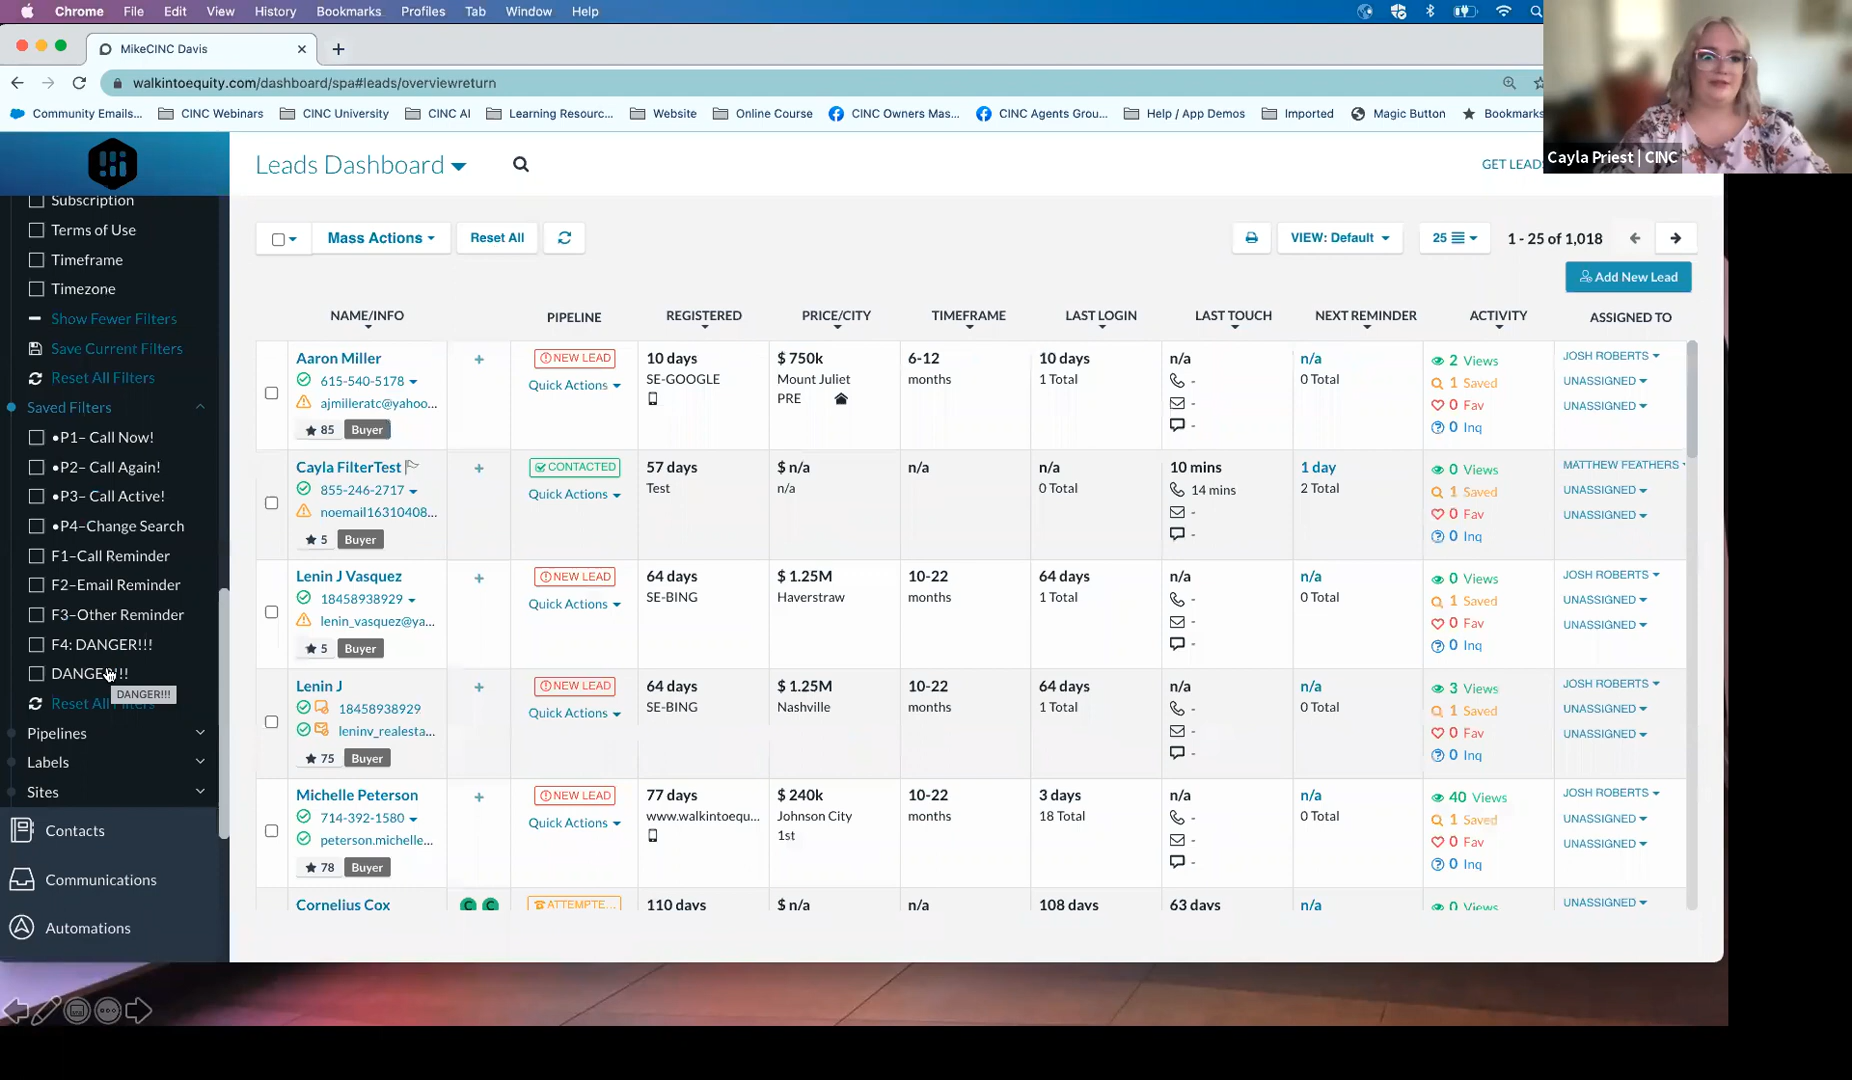 Chrome File Edit View History Bookmarks Profiles Tab Window Help
MikeCINC Davis
walkintoequity.com/dashboard/spa#leads/overviewreturn
Community Emails... CINC Webinars CINC University CINC AI Learning Resourc... Website Online Course CINC Owners Mas... CINC Agents Grou... Help / App Demos Imported Magic Button Bookmarks
Cayla Priest | CINC
Leads Dashboard
GET LEADS
Subscription
Terms of Use
Timeframe
Timezone
Show Fewer Filters
Save Current Filters
Reset All Filters
Saved Filters
•P1– Call Now!
•P2– Call Again!
•P3– Call Active!
•P4–Change Search
F1–Call Reminder
F2–Email Reminder
F3–Other Reminder
F4: DANGER!!!
DANGER!!!
DANGER!!!
Reset All Filters
Pipelines
Labels
Sites
Contacts
Communications
Automations
Mass Actions Reset All VIEW: Default 25 1 - 25 of 1,018
Add New Lead
NAME/INFO PIPELINE REGISTERED PRICE/CITY TIMEFRAME LAST LOGIN LAST TOUCH NEXT REMINDER ACTIVITY ASSIGNED TO
Aaron Miller + NEW LEAD 10 days $ 750k 6-12 10 days n/a n/a 2 Views JOSH ROBERTS
615-540-5178 Quick Actions SE-GOOGLE Mount Juliet months 1 Total - 0 Total 1 Saved UNASSIGNED
ajmilleratc@yahoo... PRE - 0 Fav UNASSIGNED
85 Buyer - 0 Inq
Cayla FilterTest + CONTACTED 57 days $ n/a n/a n/a 10 mins 1 day 0 Views MATTHEW FEATHERS
855-246-2717 Quick Actions Test n/a 0 Total 14 mins 2 Total 1 Saved UNASSIGNED
noemail16310408... - 0 Fav UNASSIGNED
5 Buyer - 0 Inq
Lenin J Vasquez + NEW LEAD 64 days $ 1.25M 10-22 64 days n/a n/a 0 Views JOSH ROBERTS
18458938929 Quick Actions SE-BING Haverstraw months 1 Total - 0 Total 1 Saved UNASSIGNED
lenin_vasquez@ya... - 0 Fav UNASSIGNED
5 Buyer - 0 Inq
Lenin J + NEW LEAD 64 days $ 1.25M 10-22 64 days n/a n/a 3 Views JOSH ROBERTS
18458938929 Quick Actions SE-BING Nashville months 1 Total - 0 Total 1 Saved UNASSIGNED
leninv_realesta... - 0 Fav UNASSIGNED
75 Buyer - 0 Inq
Michelle Peterson + NEW LEAD 77 days $ 240k 10-22 3 days n/a n/a 40 Views JOSH ROBERTS
714-392-1580 Quick Actions www.walkintoequ... Johnson City months 18 Total - 0 Total 1 Saved UNASSIGNED
peterson.michelle... 1st - 0 Fav UNASSIGNED
78 Buyer - 0 Inq
Cornelius Cox C C ATTEMPTE... 110 days $ n/a n/a 108 days 63 days n/a 0 Views UNASSIGNED